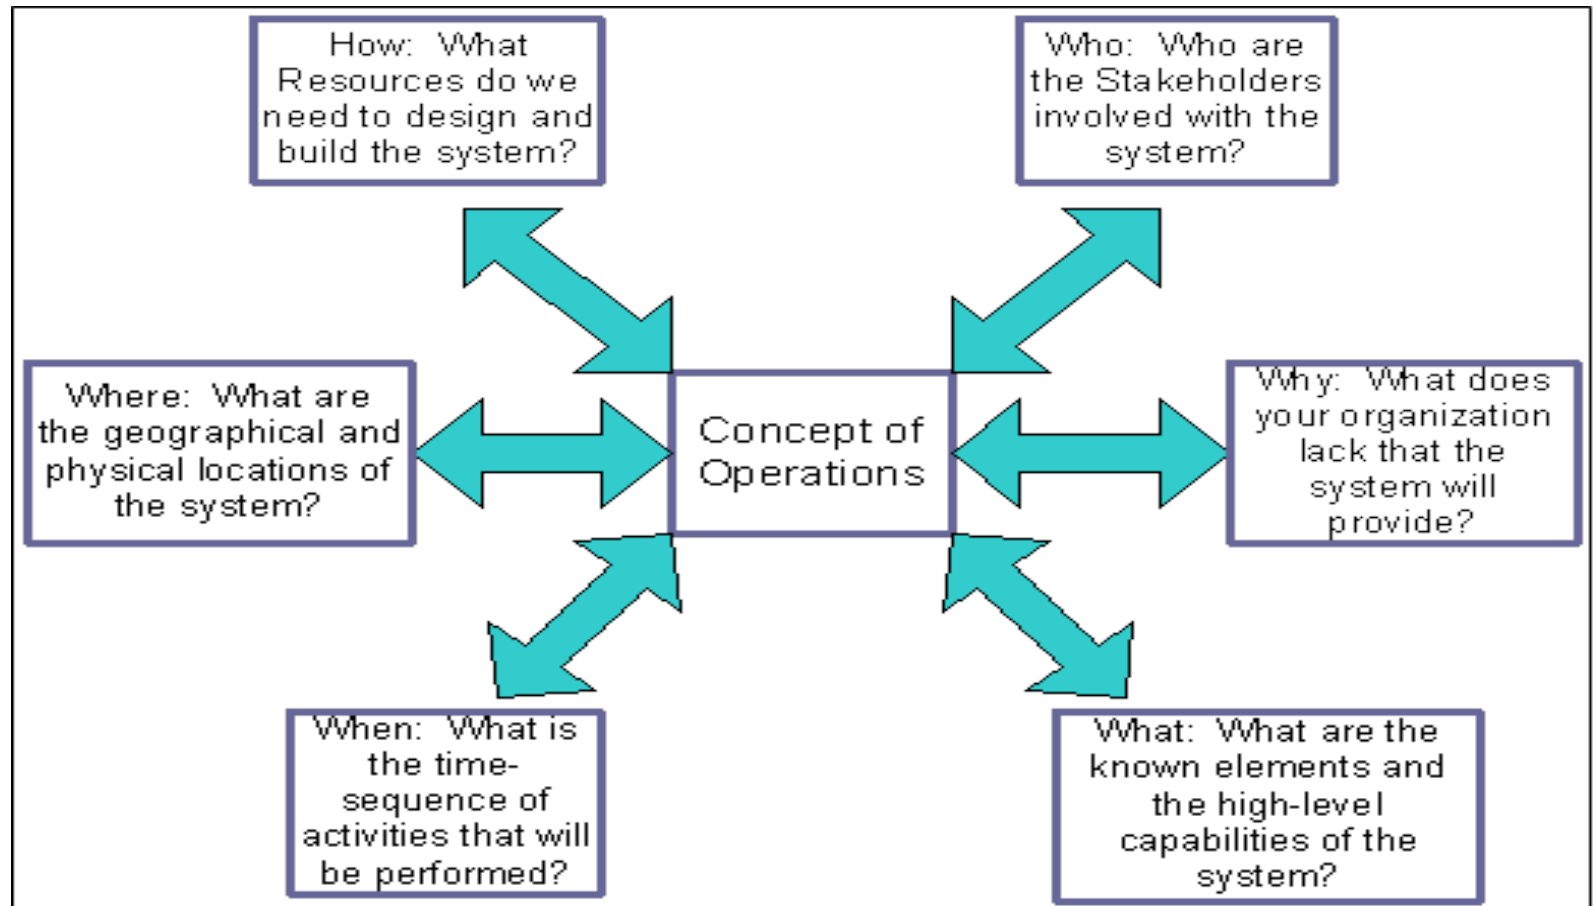 How: What
Resources do we
need to design and
build the system?
Who: Who are
the Stakeholders
involved with the
system?
Where: What are
the geographical and
physical locations of
the system?
Concept of
Operations
Why: What does
your organization
lack that the
system will
provide?
When: What is
the time-
sequence of
activities that will
be performed?
What: What are the
known elements and
the high-level
capabilities of the
system?